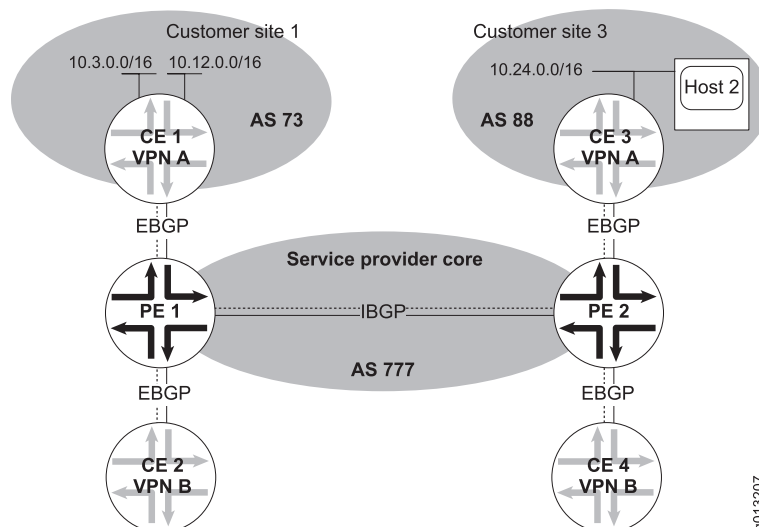 Customer site 1
Customer site 3
10.3.0.0/16
10.12.0.0/16
10.24.0.0/16
Host 2
AS 73
AS 88
CE 1
VPN A
CE 3
VPN A
EBGP
EBGP
Service provider core
PE 1
IBGP
PE 2
AS 777
EBGP
EBGP
CE 2
VPN B
CE 4
VPN B
g013207